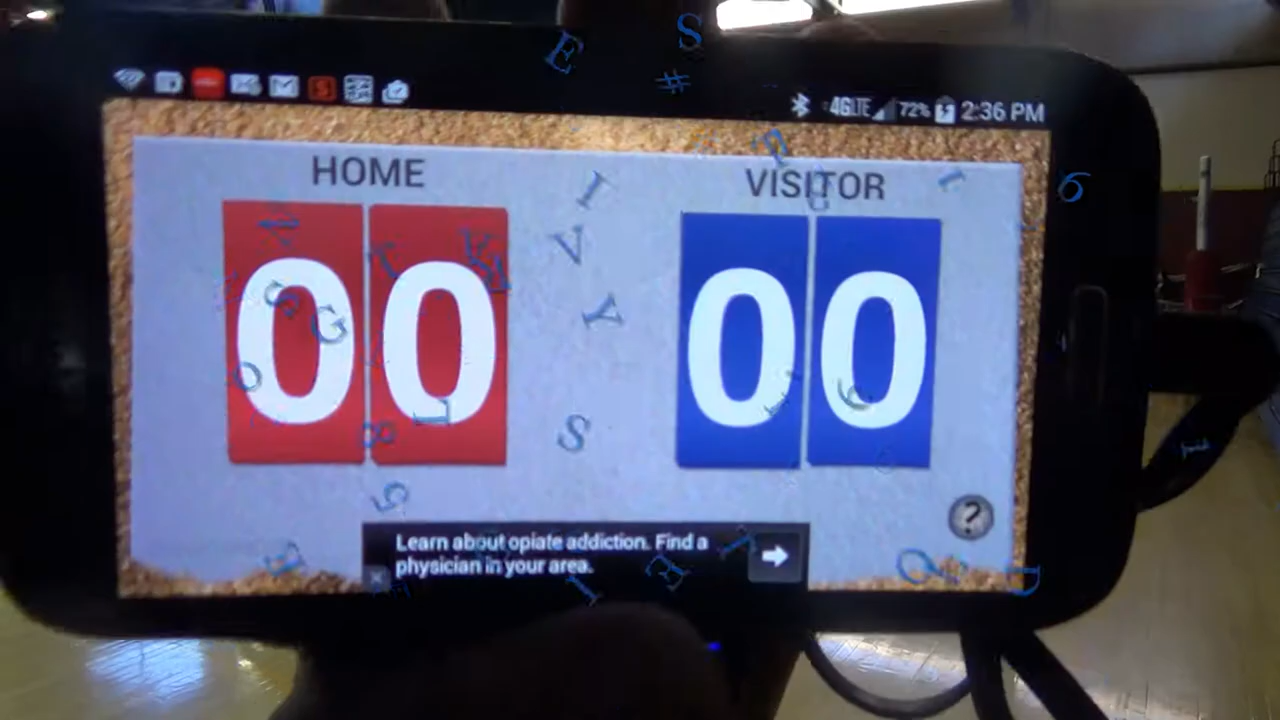 4GLTE 72% 2:36 PM
HOME VISITOR
00 00
?
Learn about opiate addiction. Find a
physician in your area.